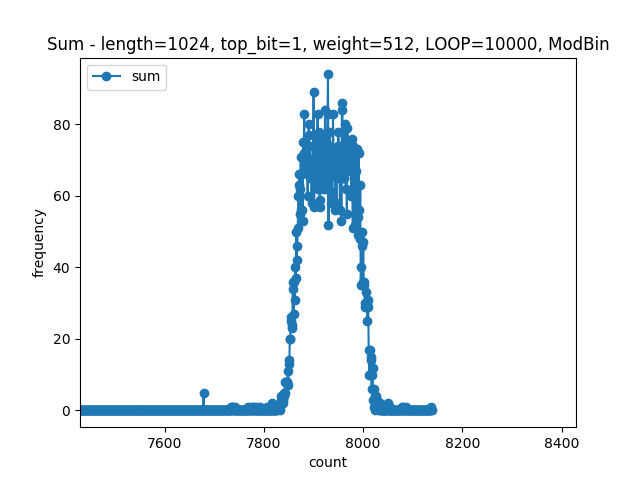 Sum - length=1024, top_bit=1, weight=512, LOOP=10000, ModBin
sum
frequency
80
60
40
20
0
7600 7800 8000 8200 8400
count